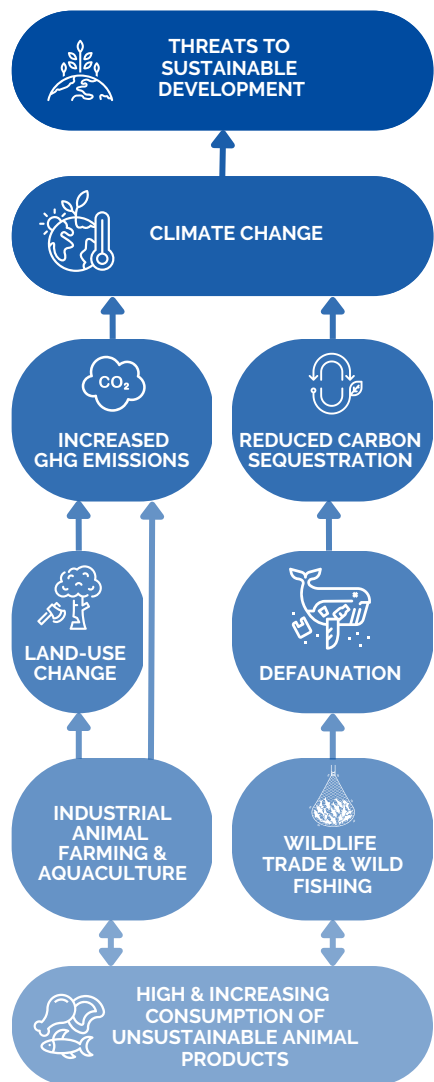 THREATS TO
SUSTAINABLE
DEVELOPMENT
CLIMATE CHANGE
CO₂
INCREASED
GHG EMISSIONS
REDUCED CARBON
SEQUESTRATION
LAND-USE
CHANGE
DEFAUNATION
INDUSTRIAL
ANIMAL
FARMING &
AQUACULTURE
WILDLIFE
TRADE & WILD
FISHING
HIGH & INCREASING
CONSUMPTION OF
UNSUSTAINABLE ANIMAL
PRODUCTS